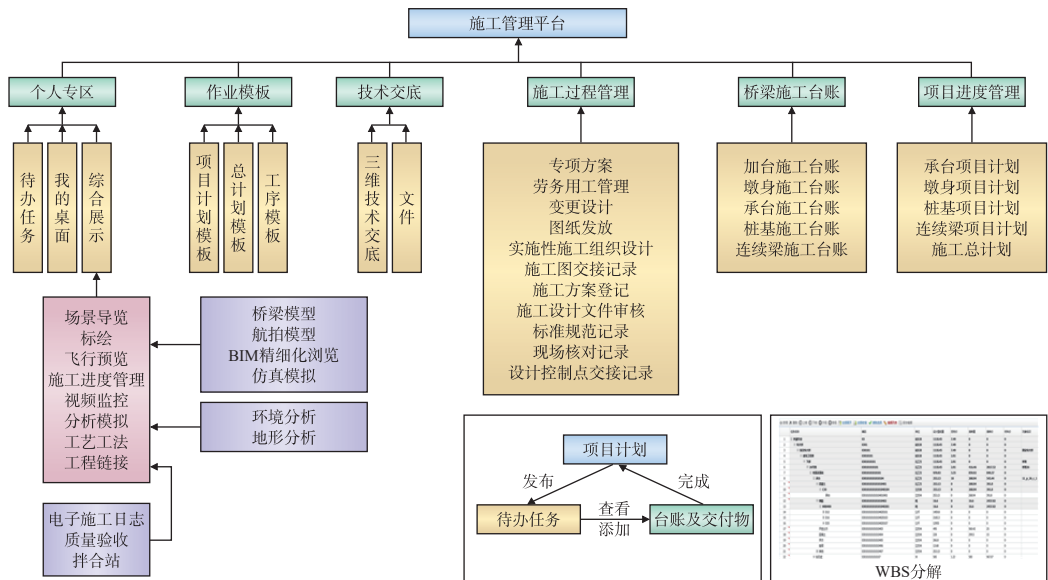 施工管理平台
个人专区
作业模板
技术交底
施工过程管理
桥梁施工台账
项目进度管理
待办任务
我的桌面
综合展示
项目计划模板
总计划模板
工序模板
三维技术交底
文件
专项方案
劳务用工管理
变更设计
图纸发放
实施性施工组织设计
施工图交接记录
施工方案登记
施工设计文件审核
标准规范记录
现场核对记录
设计控制点交接记录
加台施工台账
墩身施工台账
承台施工台账
桩基施工台账
连续梁施工台账
承台项目计划
墩身项目计划
桩基项目计划
连续梁项目计划
施工总计划
场景导览
标绘
飞行预览
施工进度管理
视频监控
分析模拟
工艺工法
工程链接
桥梁模型
航拍模型
BIM精细化浏览
仿真模拟
环境分析
地形分析
电子施工日志
质量验收
拌合站
项目计划
发布
完成
待办任务
查看
添加
台账及交付物
WBS分解